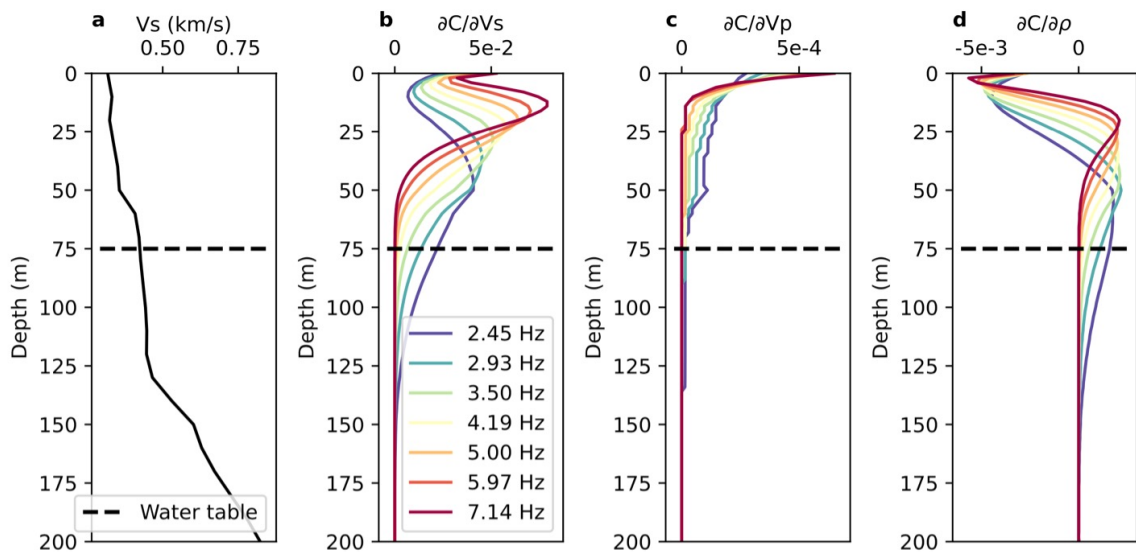 a Vs (km/s)
0.50 0.75
0
25
50
75
100
125
150
175
200
Depth (m)
Water table
b ∂C/∂Vs
0 5e-2
0
25
50
75
100
125
150
175
200
Depth (m)
2.45 Hz
2.93 Hz
3.50 Hz
4.19 Hz
5.00 Hz
5.97 Hz
7.14 Hz
c ∂C/∂Vp
0 5e-4
0
25
50
75
100
125
150
175
200
Depth (m)
d ∂C/∂ρ
-5e-3 0
0
25
50
75
100
125
150
175
200
Depth (m)